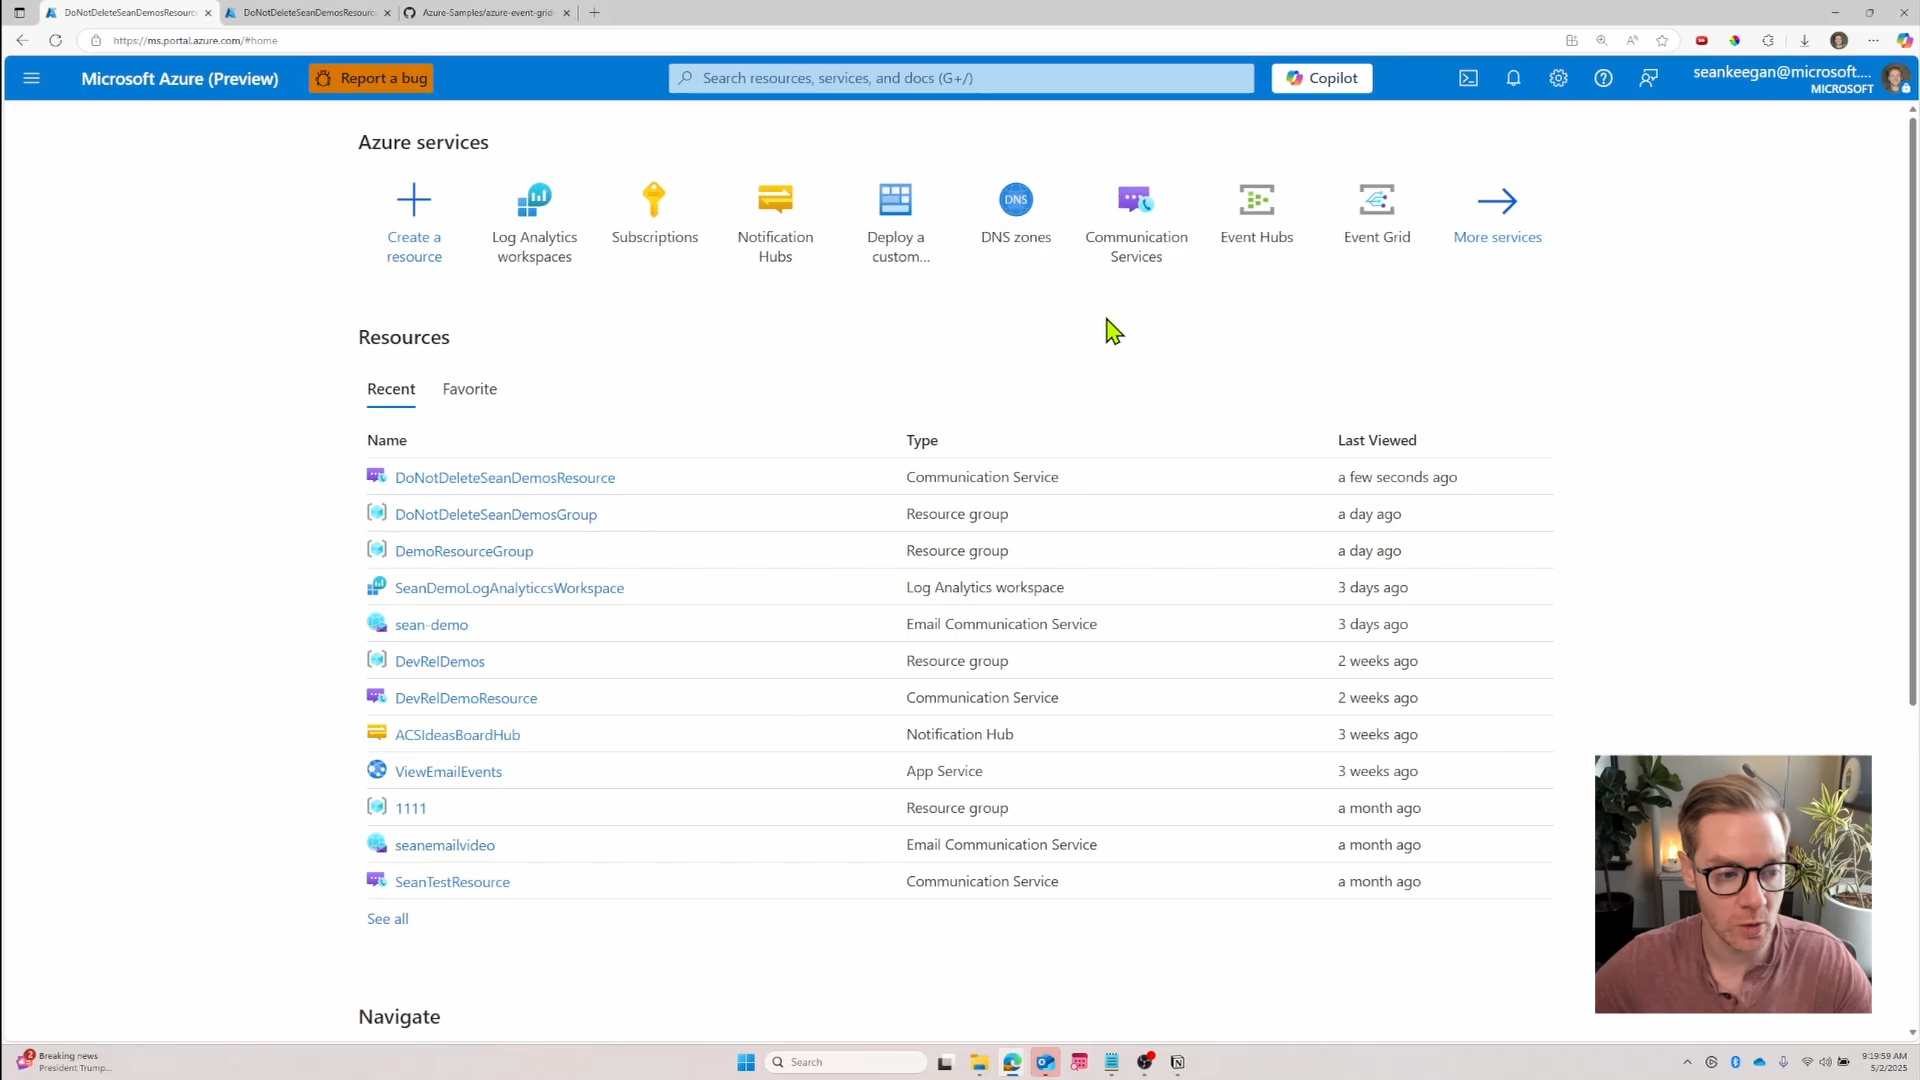 DoNotDeleteSeanDemosResource
DoNotDeleteSeanDemosResource
Azure-Samples/azure-event-grid-
https://ms.portal.azure.com/#home
Microsoft Azure (Preview)
Report a bug
Search resources, services, and docs (G+/)
Copilot
seankeegan@microsoft....
MICROSOFT
Azure services
Create a
resource
Log Analytics
workspaces
Subscriptions
Notification
Hubs
Deploy a
custom...
DNS
DNS zones
Communication
Services
Event Hubs
Event Grid
More services
Resources
Recent
Favorite
Name
Type
Last Viewed
DoNotDeleteSeanDemosResource
Communication Service
a few seconds ago
DoNotDeleteSeanDemosGroup
Resource group
a day ago
DemoResourceGroup
Resource group
a day ago
SeanDemoLogAnalyticcsWorkspace
Log Analytics workspace
3 days ago
sean-demo
Email Communication Service
3 days ago
DevRelDemos
Resource group
2 weeks ago
DevRelDemoResource
Communication Service
2 weeks ago
ACSIdeasBoardHub
Notification Hub
3 weeks ago
ViewEmailEvents
App Service
3 weeks ago
1111
Resource group
a month ago
seanemailvideo
Email Communication Service
a month ago
SeanTestResource
Communication Service
a month ago
See all
Navigate
2
Breaking news
President Trump...
Search
9:19:59 AM
5/2/2025